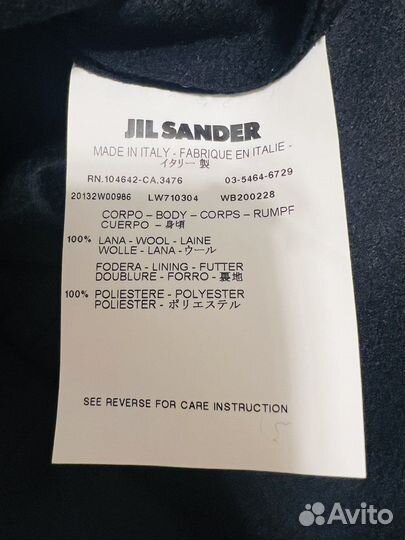 JIL SANDER
MADE IN ITALY - FABRIQUE EN ITALIE -
イタリー 製
RN.104642-CA.3476 03-5464-6729
20132W00986 LW710304 WB200228
CORPO – BODY – CORPS – RUMPF
CUERPO – 身頃
100% LANA – WOOL – LAINE
WOLLE – LANA – ウール
FODERA – LINING – FUTTER
DOUBLURE – FORRO – 裏地
100% POLIESTERE – POLYESTER
POLIESTER – ポリエステル
SEE REVERSE FOR CARE INSTRUCTION
Avito